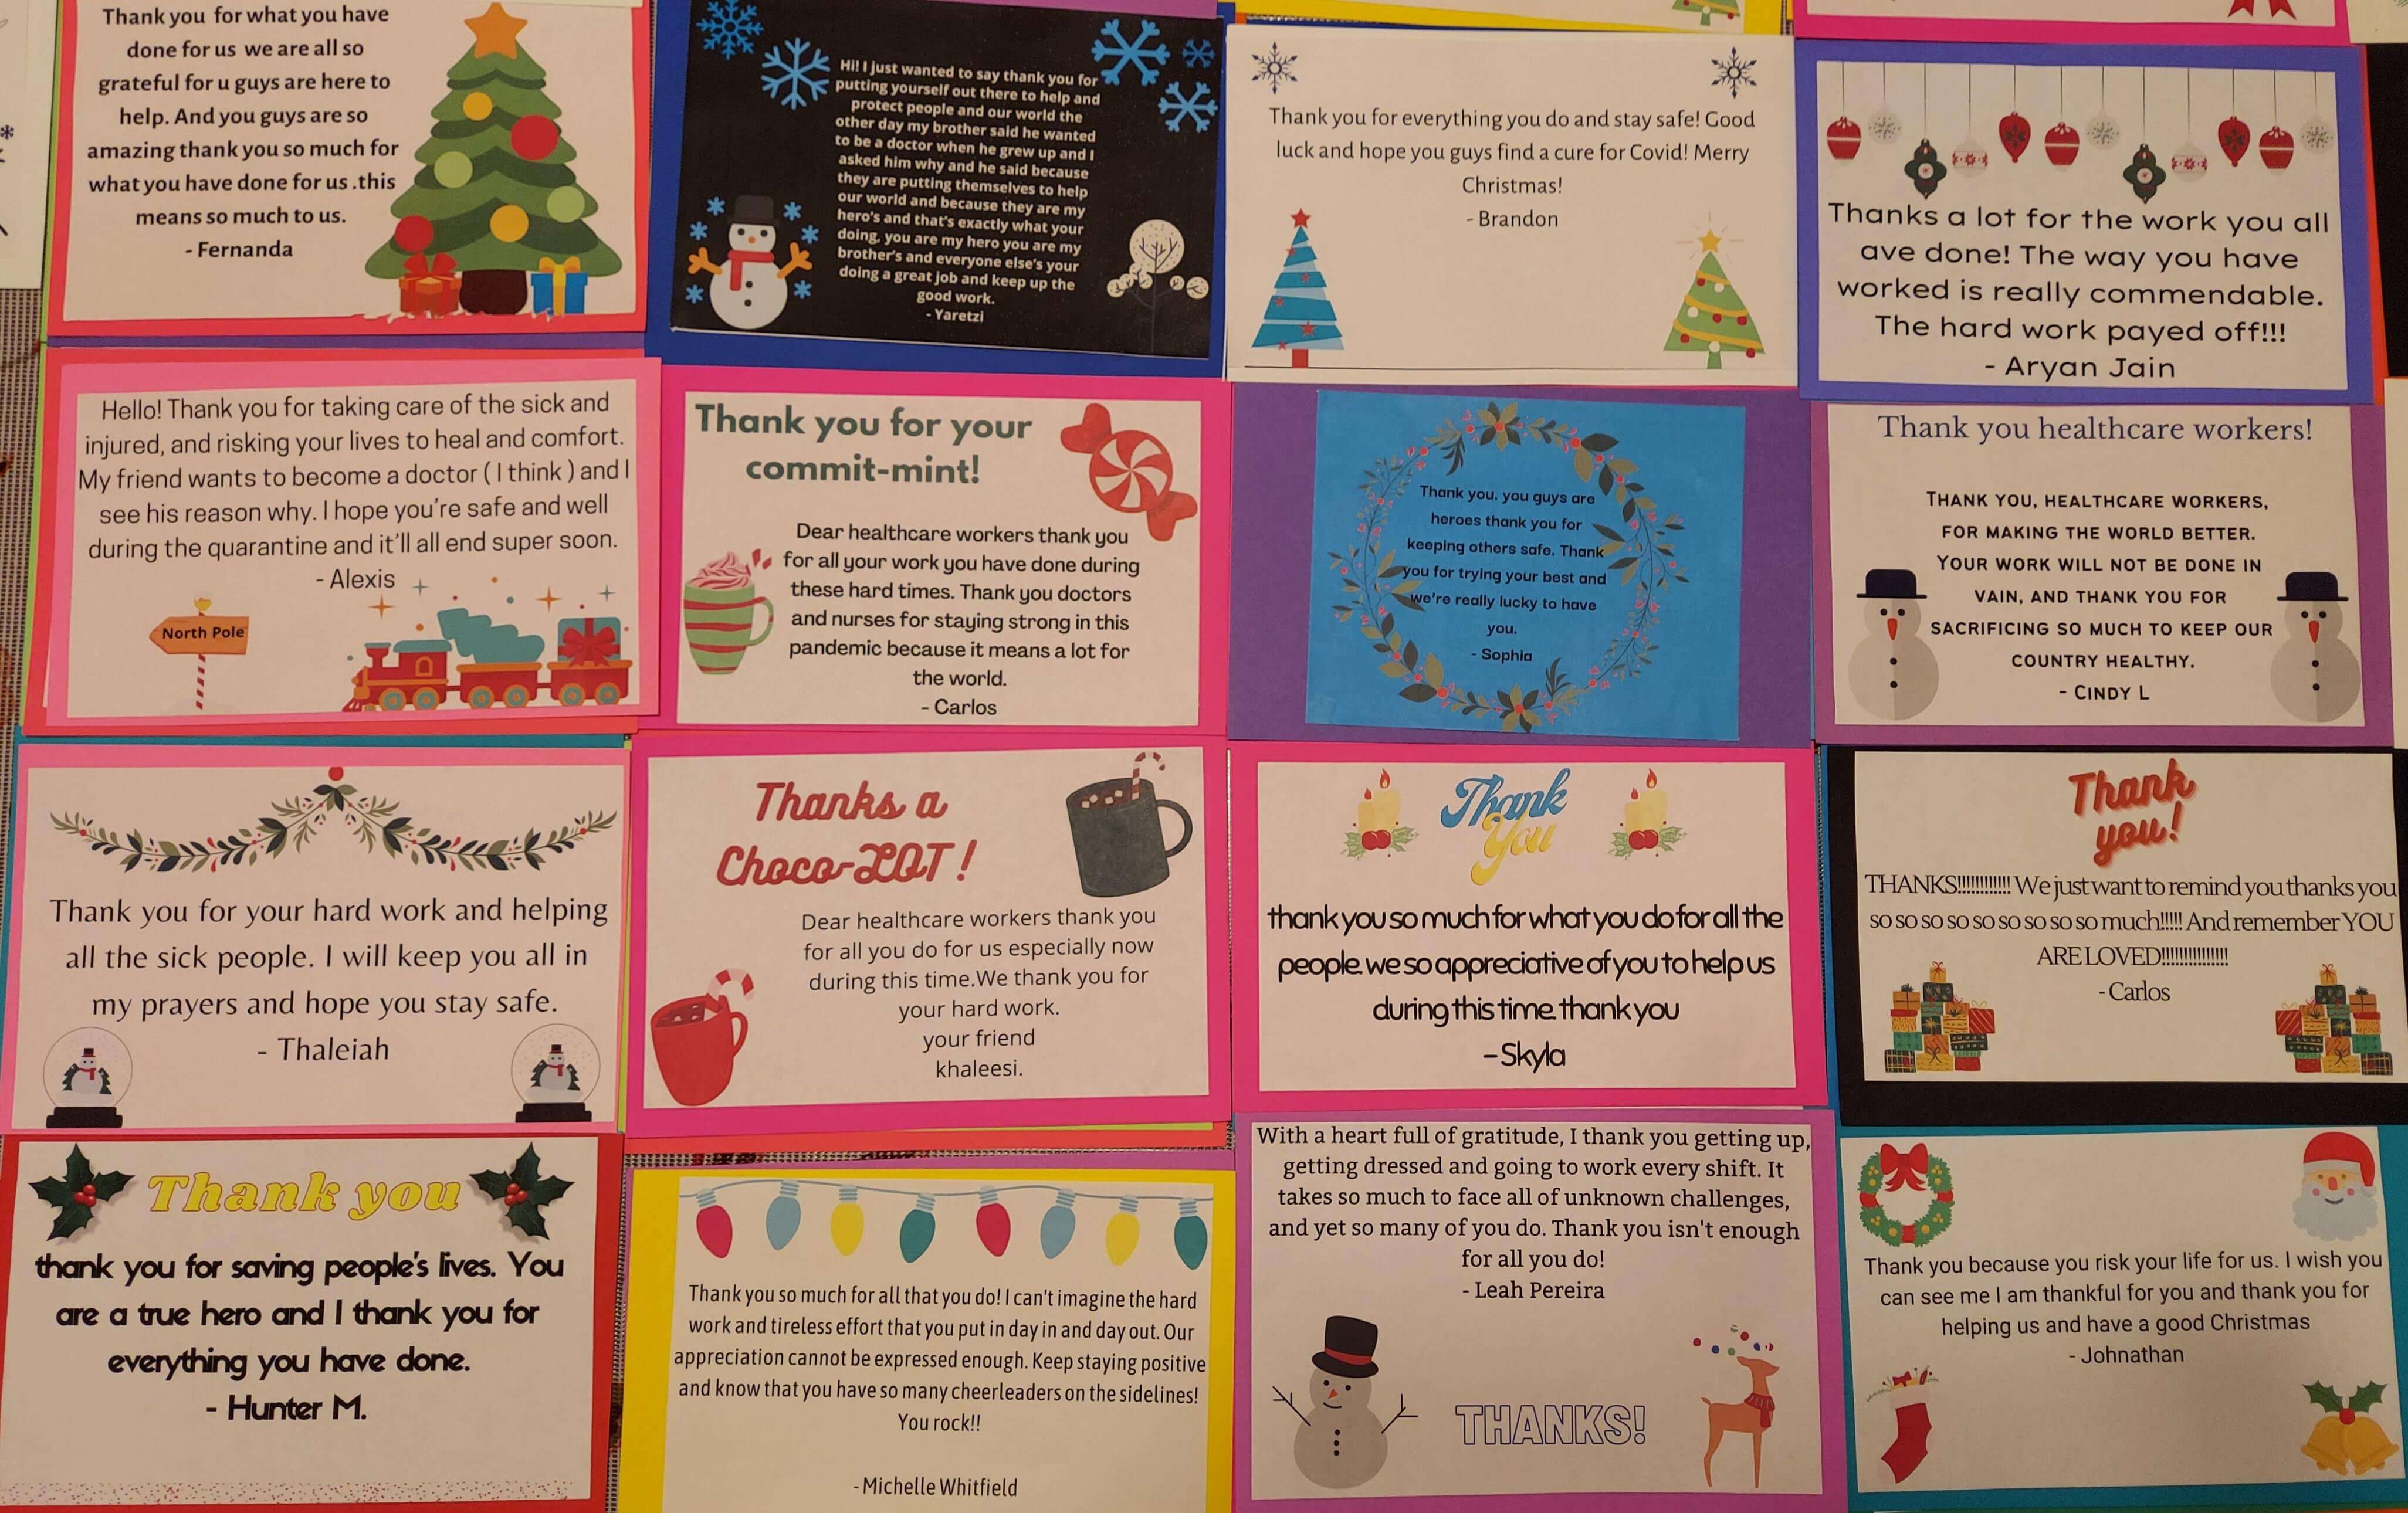 Thank you for what you have
done for us we are all so
grateful for u guys are here to
help. And you guys are so
amazing thank you so much for
what you have done for us .this
means so much to us.
- Fernanda
Hi! I just wanted to say thank you for
putting yourself out there to help and
protect people and our world the
other day my brother said he wanted
to be a doctor when he grew up and I
asked him why and he said because
they are putting themselves to help
our world and because they are my
hero's and that's exactly what your
doing, you are my hero you are my
brother's and everyone else's your
doing a great job and keep up the
good work.
- Yaretzi
Thank you for everything you do and stay safe! Good
luck and hope you guys find a cure for Covid! Merry
Christmas!
- Brandon
Thanks a lot for the work you all
ave done! The way you have
worked is really commendable.
The hard work payed off!!!
- Aryan Jain
Hello! Thank you for taking care of the sick and
injured, and risking your lives to heal and comfort.
My friend wants to become a doctor ( I think ) and I
see his reason why. I hope you're safe and well
during the quarantine and it'll all end super soon.
- Alexis
North Pole
Thank you for your
commit-mint!
Dear healthcare workers thank you
for all your work you have done during
these hard times. Thank you doctors
and nurses for staying strong in this
pandemic because it means a lot for
the world.
- Carlos
Thank you. you guys are
heroes thank you for
keeping others safe. Thank
you for trying your best and
we're really lucky to have
you.
- Sophia
Thank you healthcare workers!
THANK YOU, HEALTHCARE WORKERS,
FOR MAKING THE WORLD BETTER.
YOUR WORK WILL NOT BE DONE IN
VAIN, AND THANK YOU FOR
SACRIFICING SO MUCH TO KEEP OUR
COUNTRY HEALTHY.
- CINDY L
Thank you for your hard work and helping
all the sick people. I will keep you all in
my prayers and hope you stay safe.
- Thaleiah
Thanks a
Choco-LOT!
Dear healthcare workers thank you
for all you do for us especially now
during this time.We thank you for
your hard work.
your friend
khaleesi.
Thank
You
thank you so much for what you do for all the
people. we so appreciative of you to help us
during this time. thank you
- Skyla
Thank
you!
THANKS!!!!!!!!!!!! We just want to remind you thanks you
so so so so so so so so so much!!!!! And remember YOU
ARE LOVED!!!!!!!!!!!!!!!
- Carlos
Thank you
thank you for saving people's lives. You
are a true hero and I thank you for
everything you have done.
- Hunter M.
Thank you so much for all that you do! I can't imagine the hard
work and tireless effort that you put in day in and day out. Our
appreciation cannot be expressed enough. Keep staying positive
and know that you have so many cheerleaders on the sidelines!
You rock!!
- Michelle Whitfield
With a heart full of gratitude, I thank you getting up,
getting dressed and going to work every shift. It
takes so much to face all of unknown challenges,
and yet so many of you do. Thank you isn't enough
for all you do!
- Leah Pereira
THANKS!
Thank you because you risk your life for us. I wish you
can see me I am thankful for you and thank you for
helping us and have a good Christmas
- Johnathan